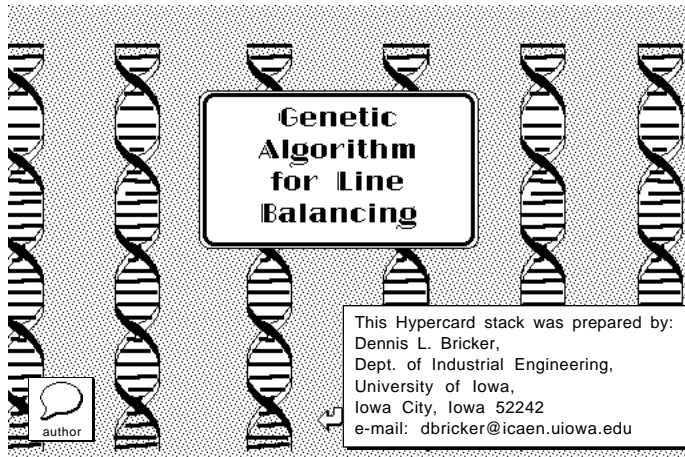 Genetic
Algorithm
for Line
Balancing
This Hypercard stack was prepared by:
Dennis L. Bricker,
Dept. of Industrial Engineering,
University of Iowa,
Iowa City, Iowa 52242
e-mail: dbricker@icaen.uiowa.edu
author